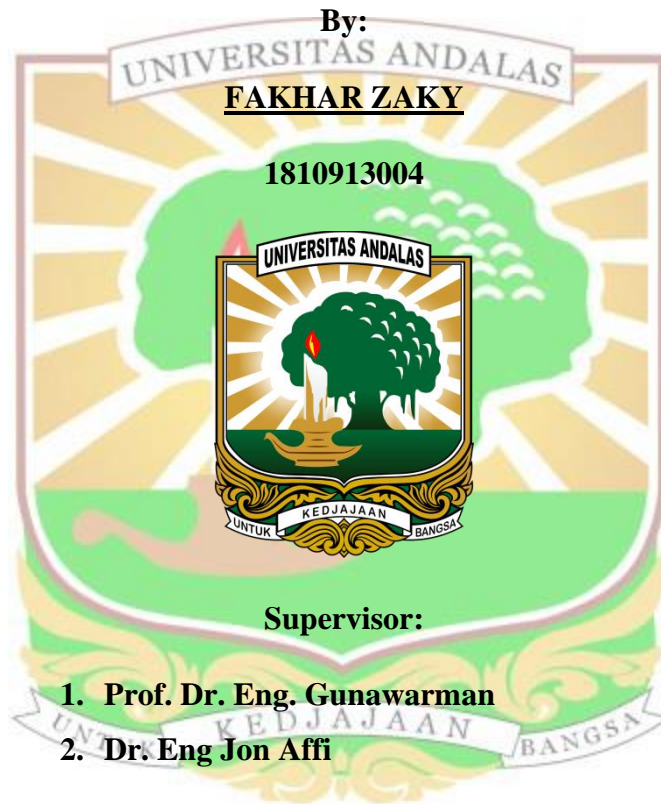 By:
UNIVERSITAS ANDALAS
FAKHAR ZAKY
1810913004
UNIVERSITAS ANDALAS
UNTUK KEDJAJAAN BANGSA
Supervisor:
1. Prof. Dr. Eng. Gunawarman
UNTUK KEDJAJAAN BANGSA
2. Dr. Eng Jon Affi